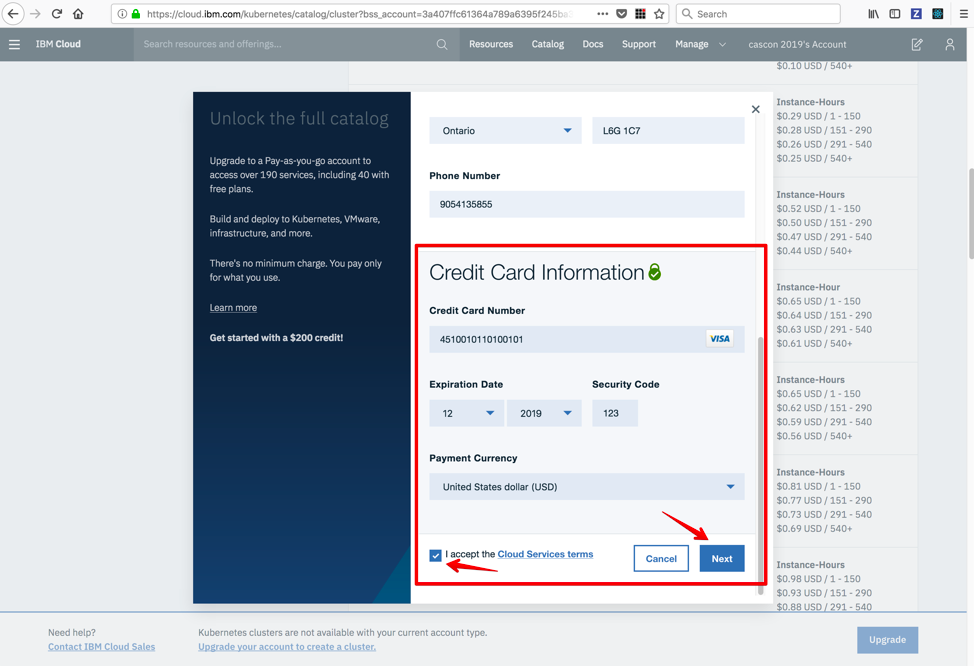 https://cloud.ibm.com/kubernetes/catalog/cluster?bss_account=3a407ffc61364a789a6395f245ba
Search
IBM Cloud
Search resources and offerings...
Resources
Catalog
Docs
Support
Manage
cascon 2019's Account
Unlock the full catalog
Upgrade to a Pay-as-you-go account to
access over 190 services, including 40 with
free plans.
Build and deploy to Kubernetes, VMware,
infrastructure, and more.
There's no minimum charge. You pay only
for what you use.
Learn more
Get started with a $200 credit!
Ontario
L6G 1C7
Phone Number
9054135855
Credit Card Information
Credit Card Number
4510010110100101
VISA
Expiration Date
Security Code
12
2019
123
Payment Currency
United States dollar (USD)
I accept the Cloud Services terms
Cancel
Next
$0.10 USD / 540+
Instance-Hours
$0.29 USD / 1 - 150
$0.28 USD / 151 - 290
$0.26 USD / 291 - 540
$0.25 USD / 540+
Instance-Hours
$0.52 USD / 1 - 150
$0.50 USD / 151 - 290
$0.47 USD / 291 - 540
$0.44 USD / 540+
Instance-Hour
$0.65 USD / 1 - 150
$0.64 USD / 151 - 290
$0.63 USD / 291 - 540
$0.61 USD / 540+
Instance-Hours
$0.65 USD / 1 - 150
$0.62 USD / 151 - 290
$0.59 USD / 291 - 540
$0.56 USD / 540+
Instance-Hours
$0.81 USD / 1 - 150
$0.77 USD / 151 - 290
$0.73 USD / 291 - 540
$0.69 USD / 540+
Instance-Hours
$0.98 USD / 1 - 150
$0.93 USD / 151 - 290
$0.88 USD / 291 - 540
Need help?
Contact IBM Cloud Sales
Kubernetes clusters are not available with your current account type.
Upgrade your account to create a cluster.
Upgrade